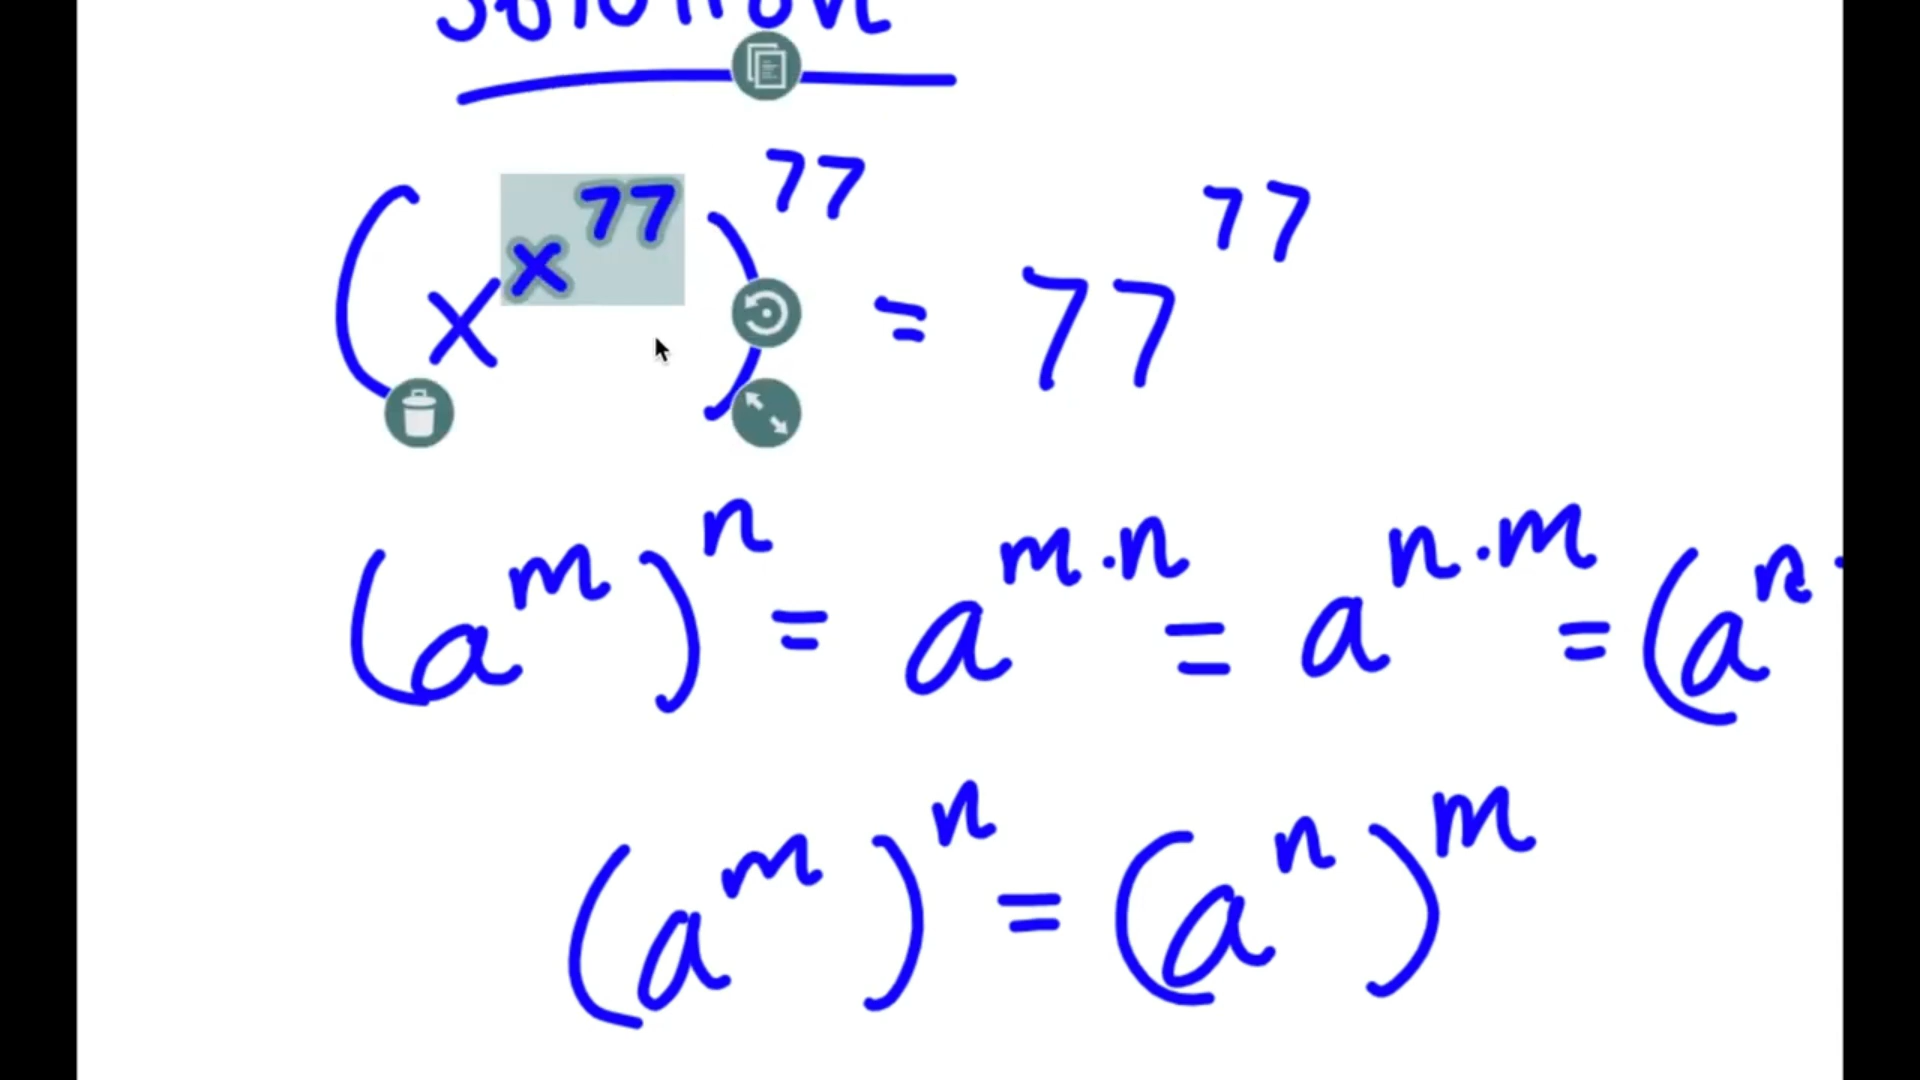 (x^x^77)^77 = 77^77
(a^m)^n = a^m·n = a^n·m = (a^n
(a^m)^n = (a^n)^m